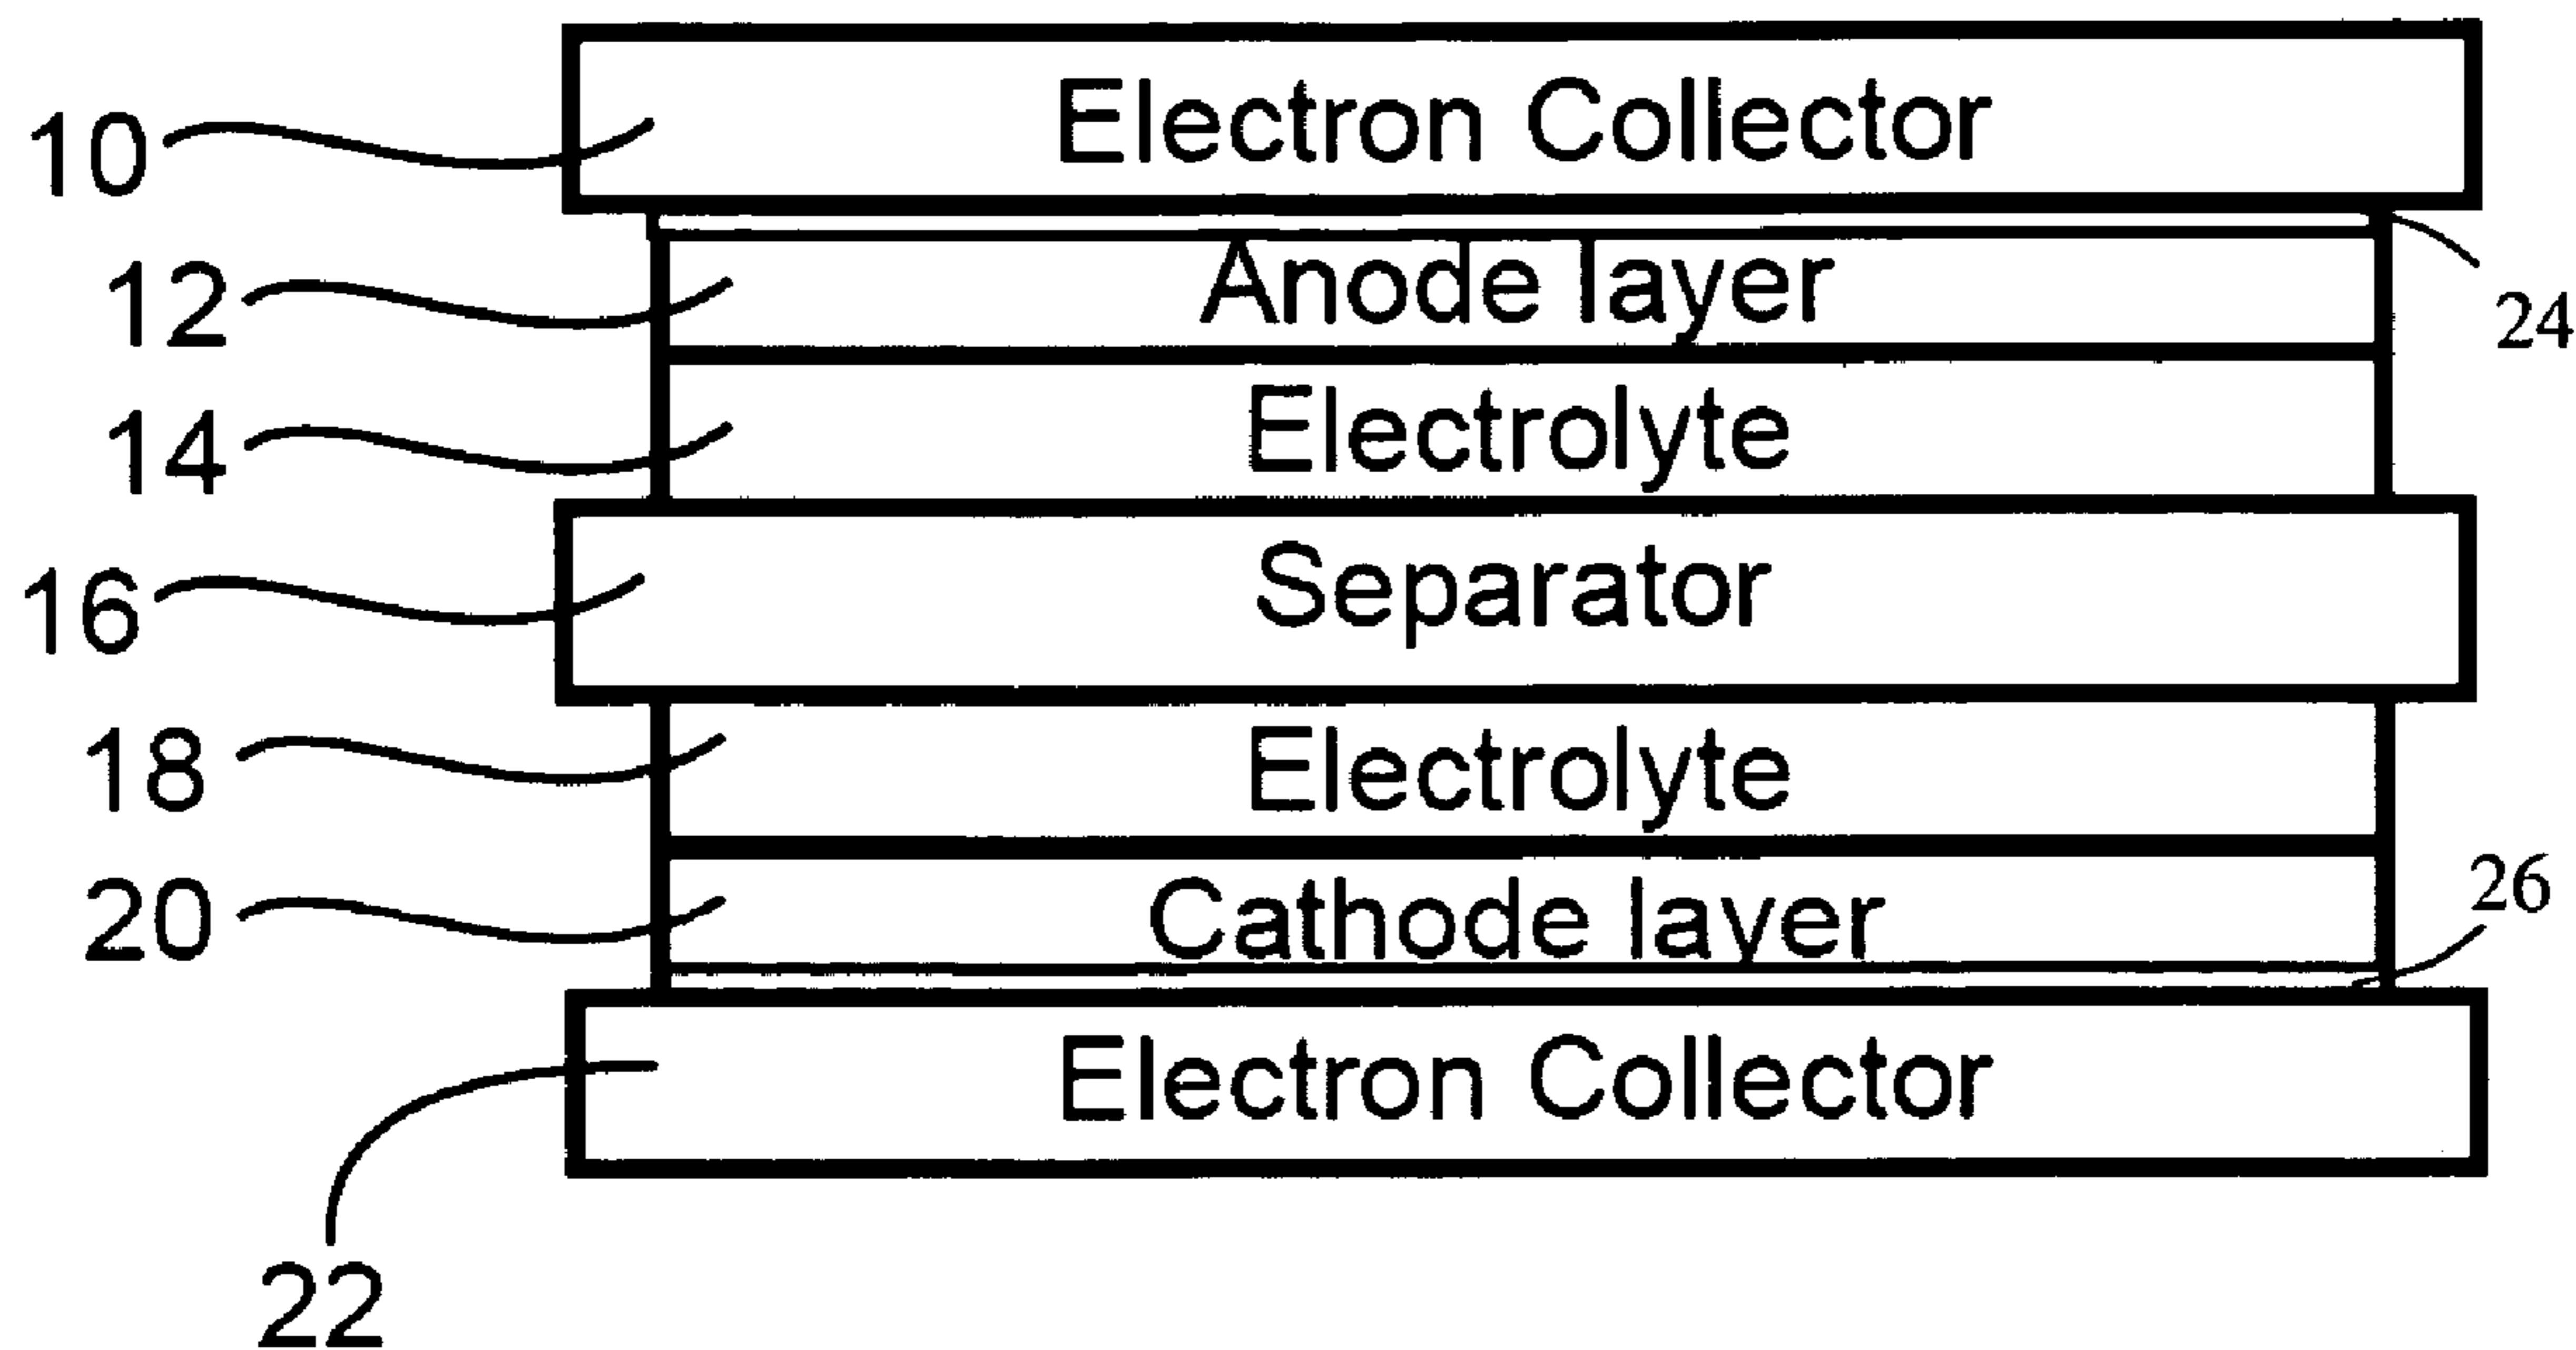 10 Electron Collector
12 Anode layer 24
14 Electrolyte
16 Separator
18 Electrolyte
20 Cathode layer 26
Electron Collector
22